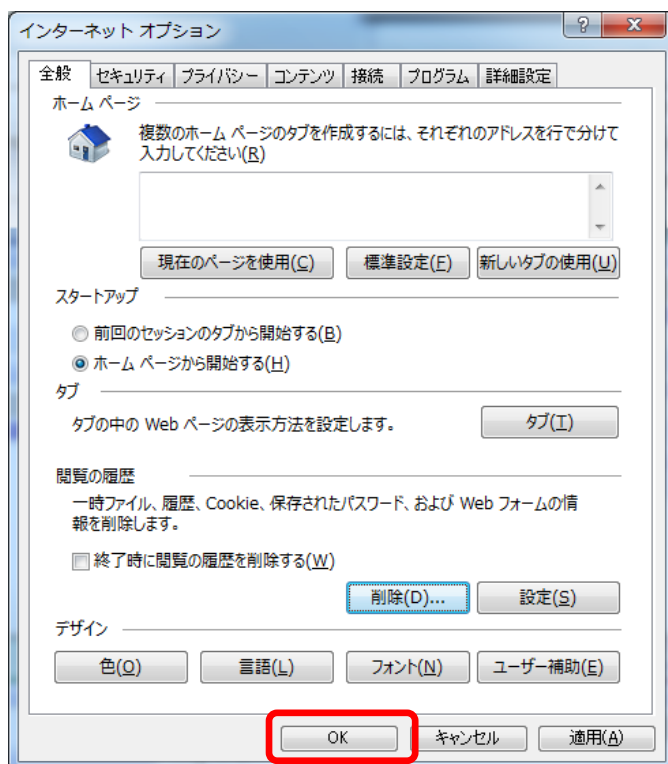 インターネット オプション
全般 セキュリティ プライバシー コンテンツ 接続 プログラム 詳細設定
ホーム ページ
複数のホーム ページのタブを作成するには、それぞれのアドレスを行で分けて
入力してください(R)
現在のページを使用(C) 標準設定(F) 新しいタブの使用(U)
スタートアップ
前回のセッションのタブから開始する(B)
ホーム ページから開始する(H)
タブ
タブの中の Web ページの表示方法を設定します。 タブ(T)
閲覧の履歴
一時ファイル、履歴、Cookie、保存されたパスワード、および Web フォームの情
報を削除します。
終了時に閲覧の履歴を削除する(W)
削除(D)... 設定(S)
デザイン
色(O) 言語(L) フォント(N) ユーザー補助(E)
OK キャンセル 適用(A)